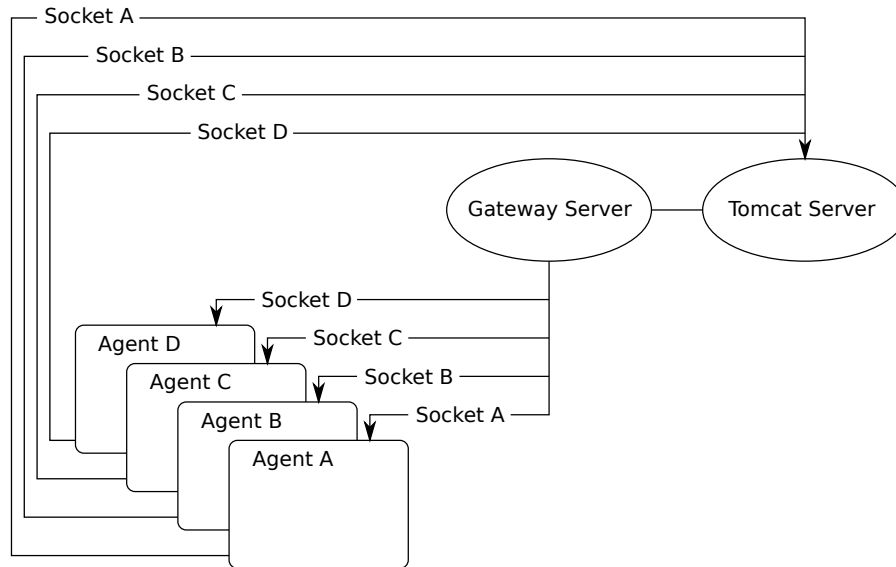 Socket A
Socket B
Socket C
Socket D
Gateway Server
Tomcat Server
Socket D
Agent D
Socket C
Agent C
Socket B
Agent B
Socket A
Agent A